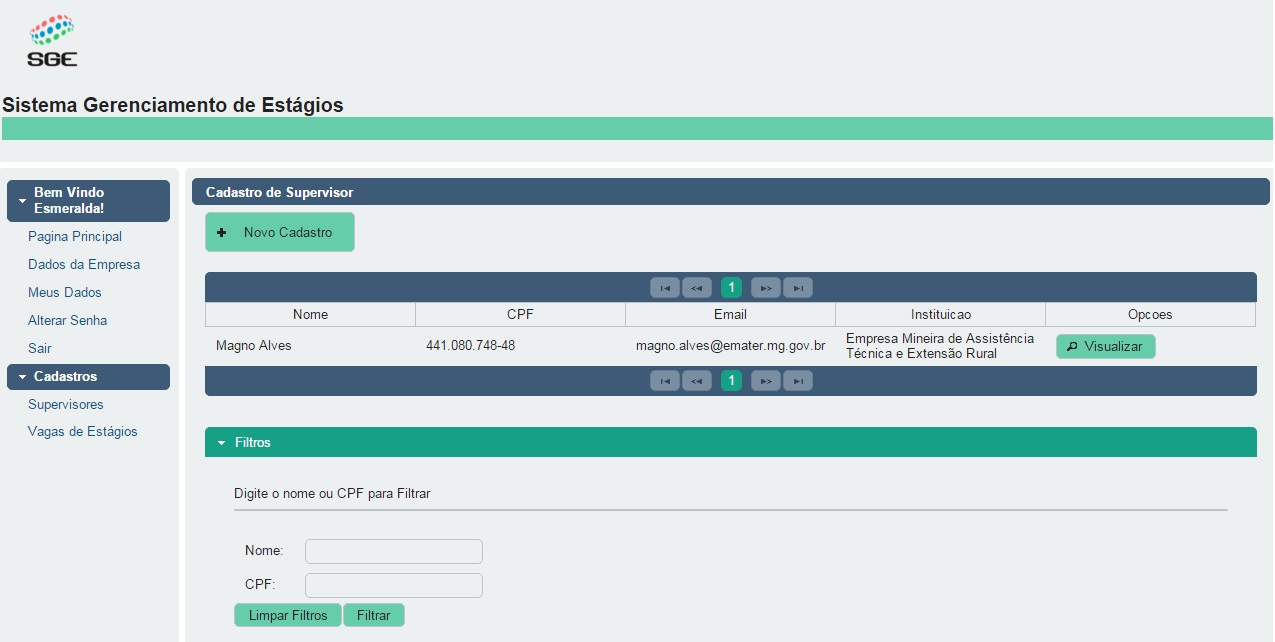 SGE
Sistema Gerenciamento de Estágios
Bem Vindo
Esmeralda!
Pagina Principal
Dados da Empresa
Meus Dados
Alterar Senha
Sair
Cadastros
Supervisores
Vagas de Estágios
Cadastro de Supervisor
Novo Cadastro
1
Nome CPF Email Instituicao Opcoes
Magno Alves 441.080.748-48 magno.alves@emater.mg.gov.br Empresa Mineira de Assistência Visualizar
Técnica e Extensão Rural
1
Filtros
Digite o nome ou CPF para Filtrar
Nome:
CPF:
Limpar Filtros Filtrar